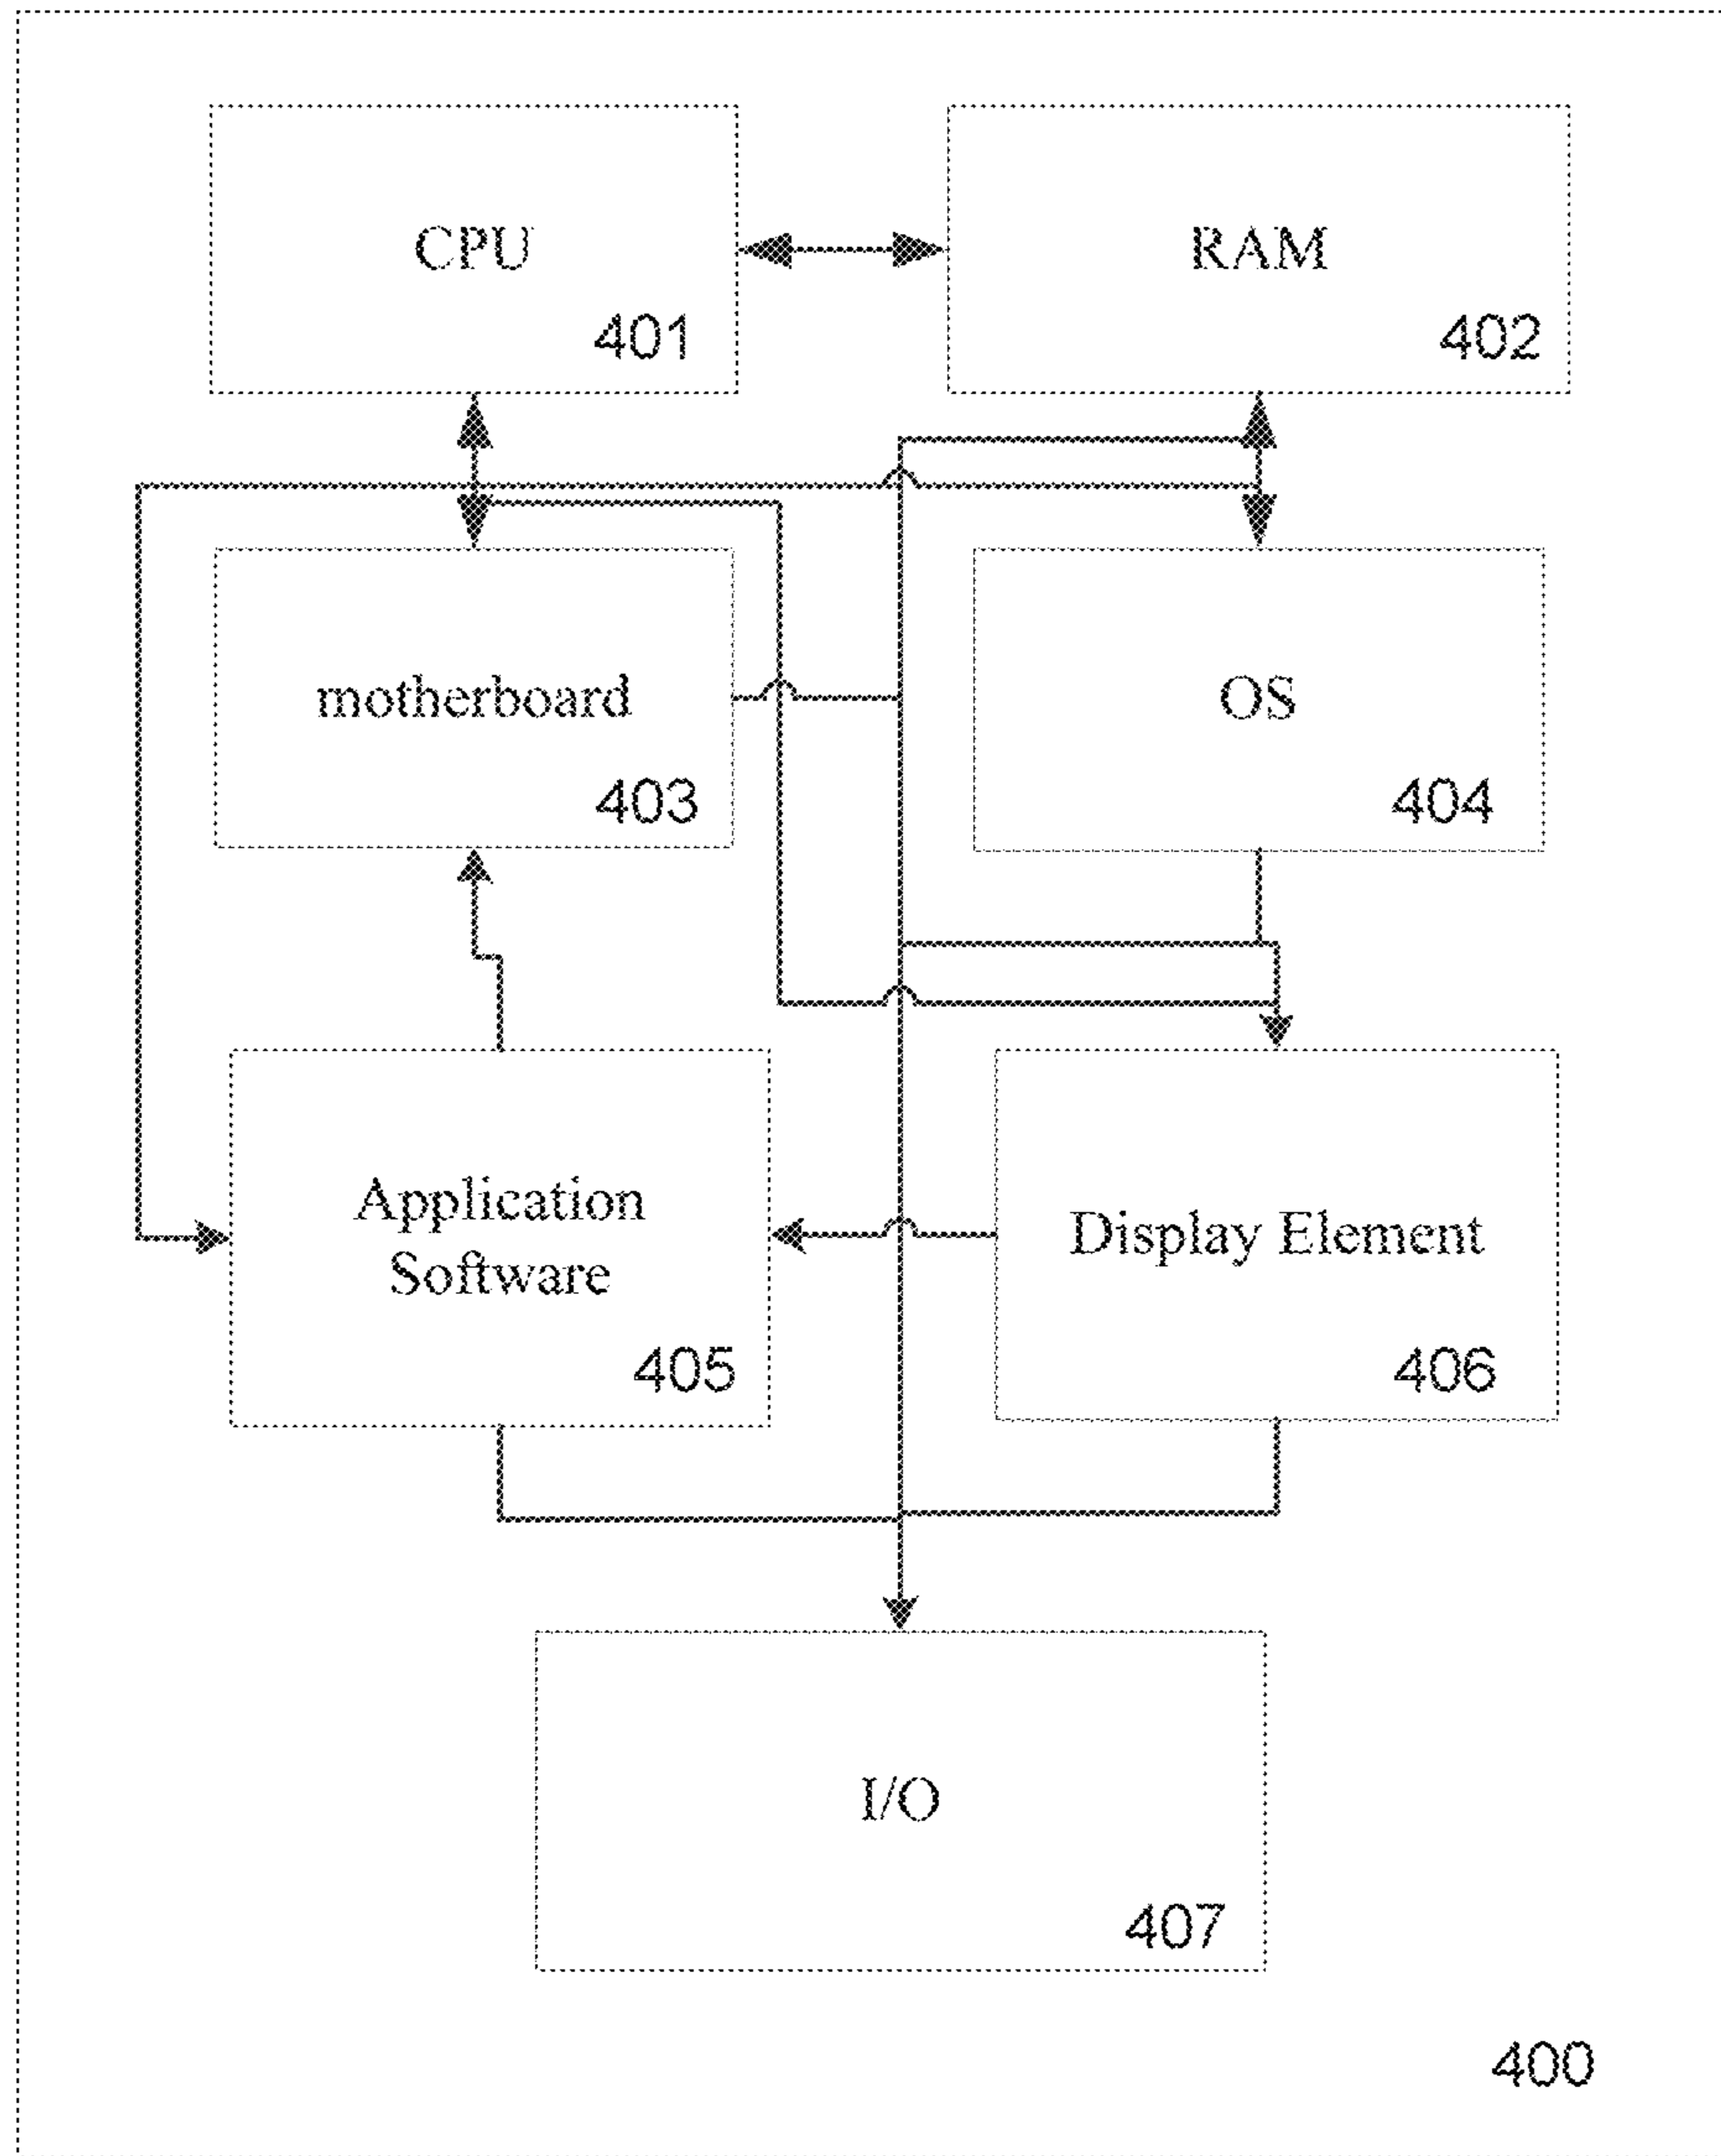 CPU
401
RAM
402
motherboard
403
OS
404
Application
Software
405
Display Element
406
I/O
407
400